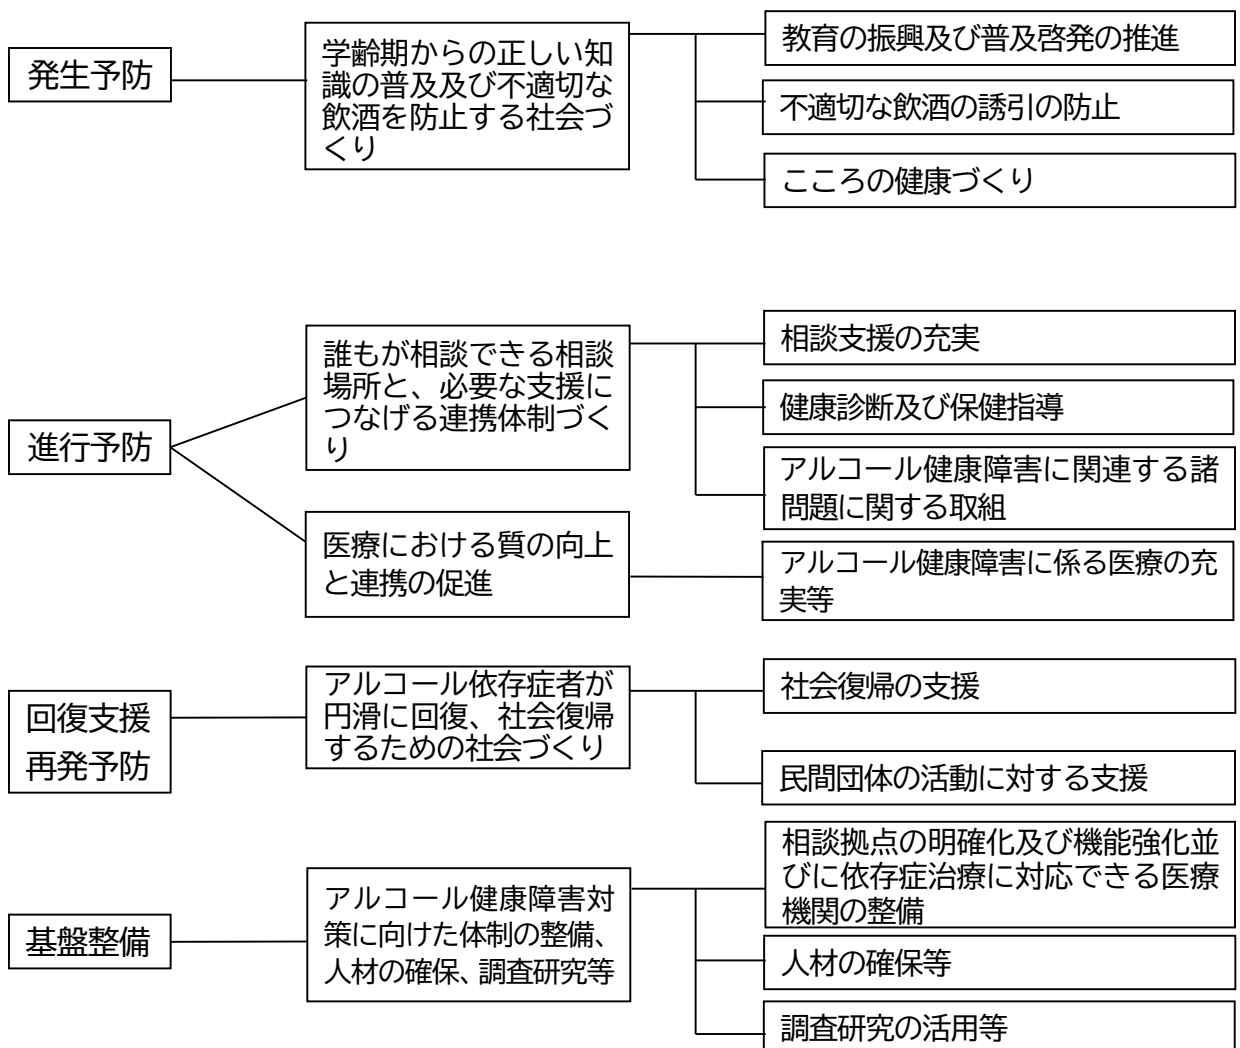 発生予防
学齢期からの正しい知
識の普及及び不適切な
飲酒を防止する社会づ
くり
教育の振興及び普及啓発の推進
不適切な飲酒の誘引の防止
こころの健康づくり
進行予防
誰もが相談できる相談
場所と、必要な支援に
つなげる連携体制づく
り
相談支援の充実
健康診断及び保健指導
アルコール健康障害に関連する諸
問題に関する取組
医療における質の向上
と連携の促進
アルコール健康障害に係る医療の充
実等
回復支援
再発予防
アルコール依存症者が
円滑に回復、社会復帰
するための社会づくり
社会復帰の支援
民間団体の活動に対する支援
基盤整備
アルコール健康障害対
策に向けた体制の整備、
人材の確保、調査研究等
相談拠点の明確化及び機能強化並
びに依存症治療に対応できる医療
機関の整備
人材の確保等
調査研究の活用等